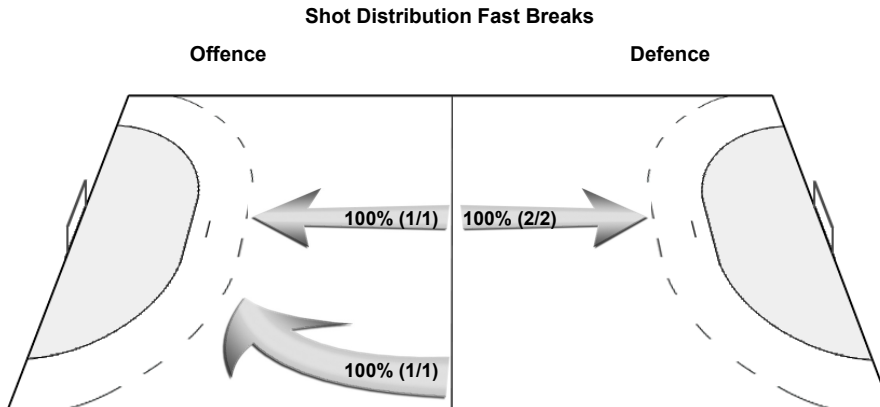 Shot Distribution Fast Breaks
Offence
Defence
100% (1/1)
100% (2/2)
100% (1/1)